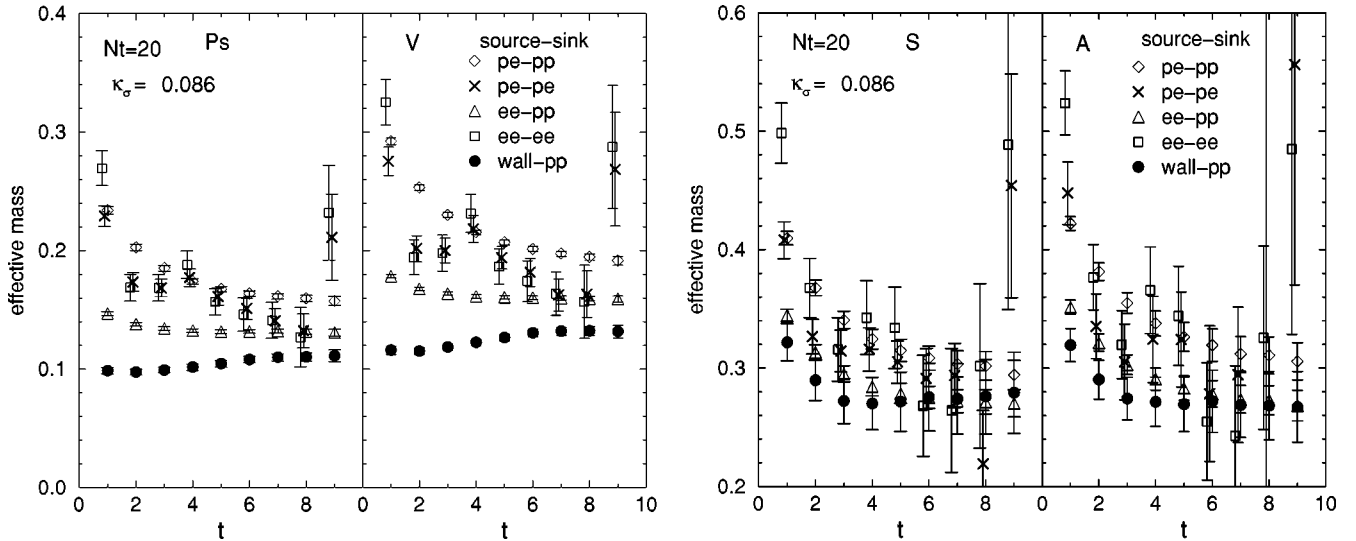 0.4
0.3
0.2
0.1
0.0
effective mass
Nt=20
Ps
κσ= 0.086
V
source−sink
pe−pp
pe−pe
ee−pp
ee−ee
wall−pp
0 2 4 6 8 0 2 4 6 8 10
t t
0.6
0.5
0.4
0.3
0.2
effective mass
Nt=20
S
κσ= 0.086
A
source−sink
pe−pp
pe−pe
ee−pp
ee−ee
wall−pp
0 2 4 6 8 0 2 4 6 8 10
t t